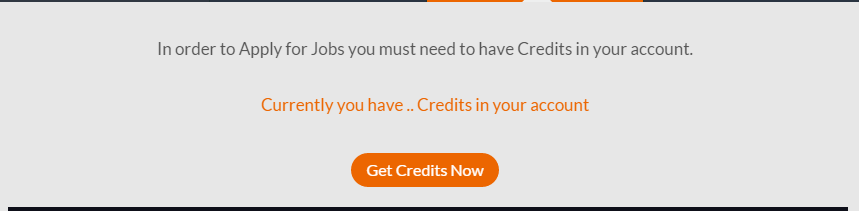 In order to Apply for Jobs you must need to have Credits in your account.
Currently you have .. Credits in your account
Get Credits Now